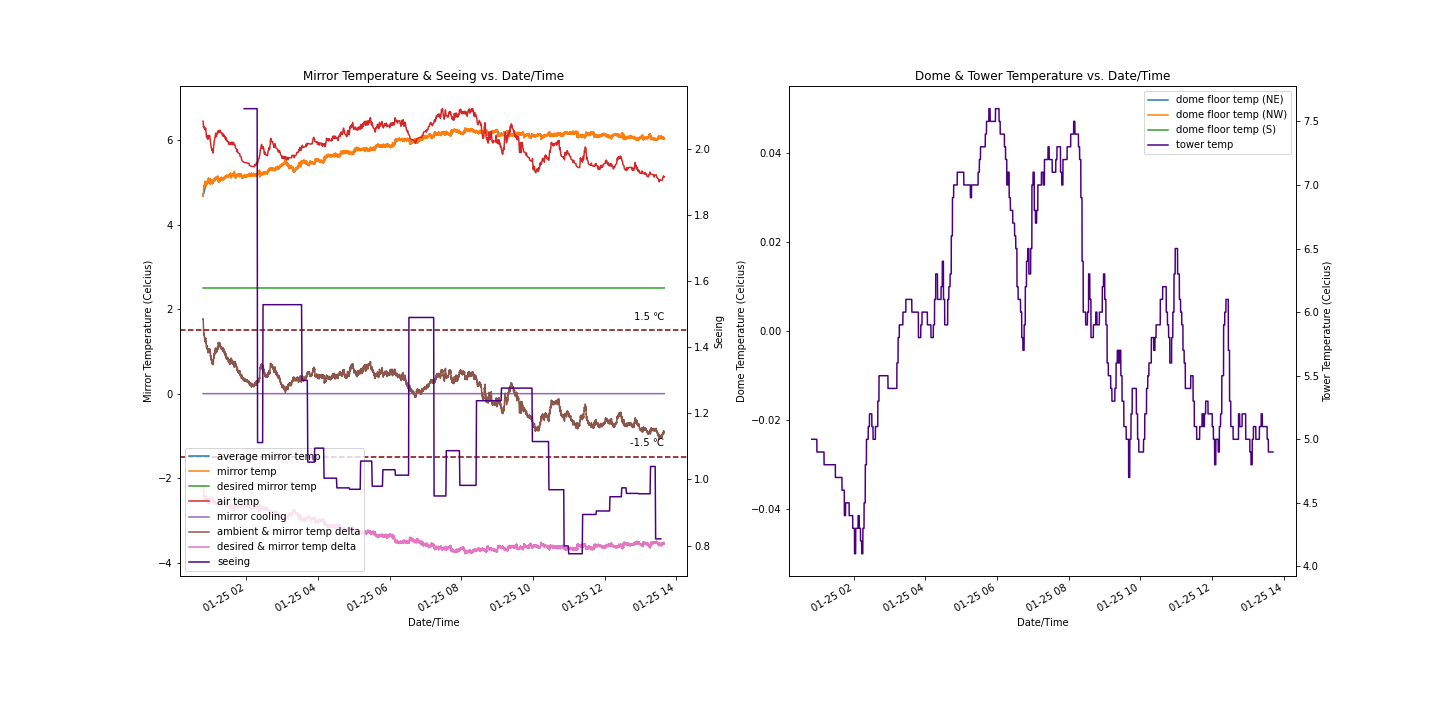 Mirror Temperature & Seeing vs. Date/Time
Mirror Temperature (Celcius)
6
4
2
0
−2
−4
2.0
1.8
1.6
1.4
1.2
1.0
0.8
Seeing
1.5 °C
-1.5 °C
average mirror temp
mirror temp
desired mirror temp
air temp
mirror cooling
ambient & mirror temp delta
desired & mirror temp delta
seeing
01-25 02
01-25 04
01-25 06
01-25 08
01-25 10
01-25 12
01-25 14
Date/Time
Dome & Tower Temperature vs. Date/Time
Dome Temperature (Celcius)
0.04
0.02
0.00
−0.02
−0.04
dome floor temp (NE)
dome floor temp (NW)
dome floor temp (S)
tower temp
7.5
7.0
6.5
6.0
5.5
5.0
4.5
4.0
Tower Temperature (Celcius)
01-25 02
01-25 04
01-25 06
01-25 08
01-25 10
01-25 12
01-25 14
Date/Time